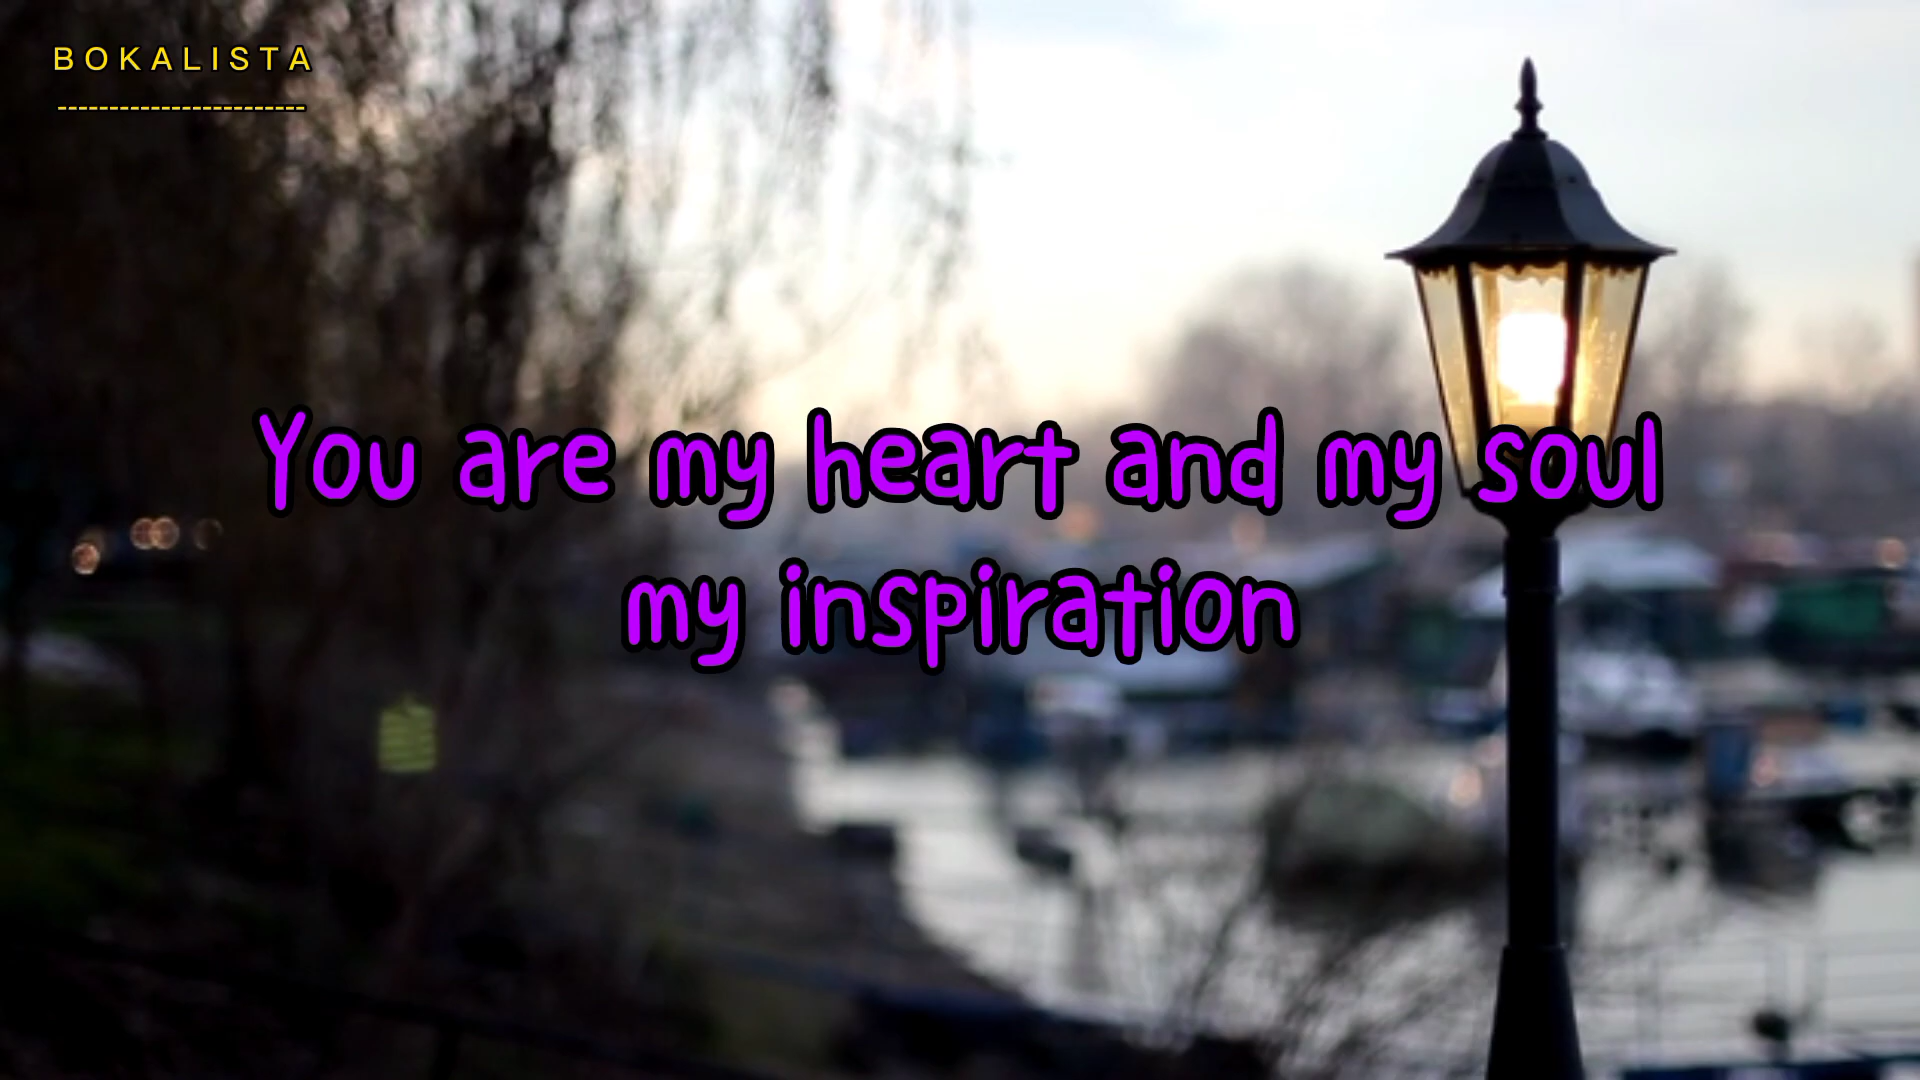 BOKALISTA
------------------------
You are my heart and my soul
my inspiration